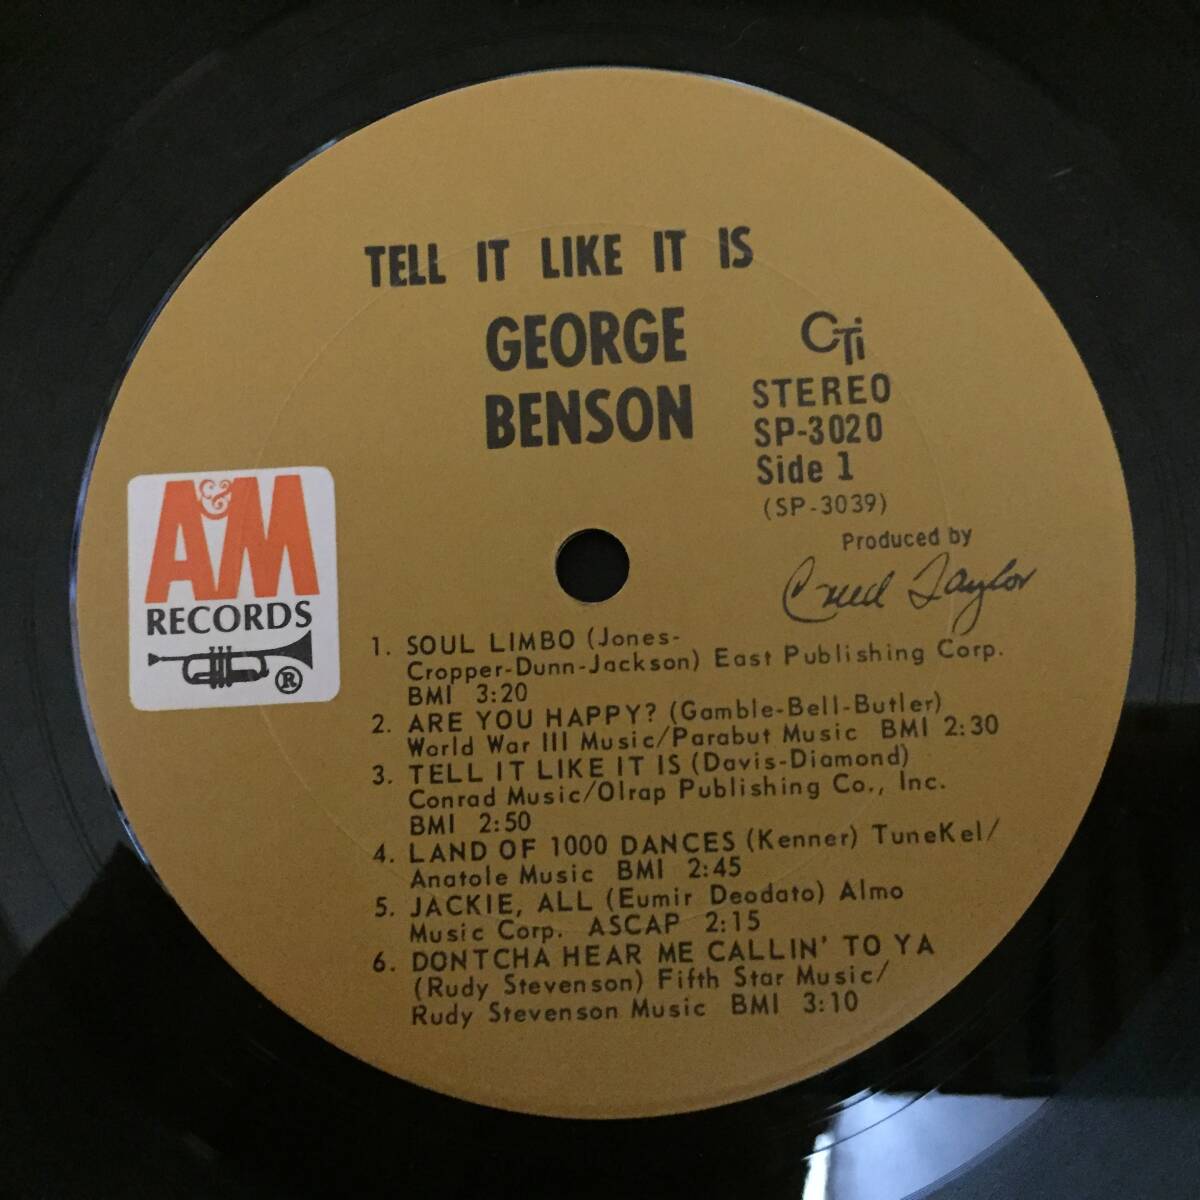 TELL IT LIKE IT IS
GEORGE
BENSON
CTi
STEREO
SP-3020
Side 1
(SP-3039)
Produced by
Creed Taylor
A&M
RECORDS
®
1. SOUL LIMBO (Jones-
Cropper-Dunn-Jackson) East Publishing Corp.
BMI 3:20
2. ARE YOU HAPPY? (Gamble-Bell-Butler)
World War III Music/Parabut Music BMI 2:30
3. TELL IT LIKE IT IS (Davis-Diamond)
Conrad Music/Olrap Publishing Co., Inc.
BMI 2:50
4. LAND OF 1000 DANCES (Kenner) TuneKel/
Anatole Music BMI 2:45
5. JACKIE, ALL (Eumir Deodato) Almo
Music Corp. ASCAP 2:15
6. DONTCHA HEAR ME CALLIN' TO YA
(Rudy Stevenson) Fifth Star Music/
Rudy Stevenson Music BMI 3:10